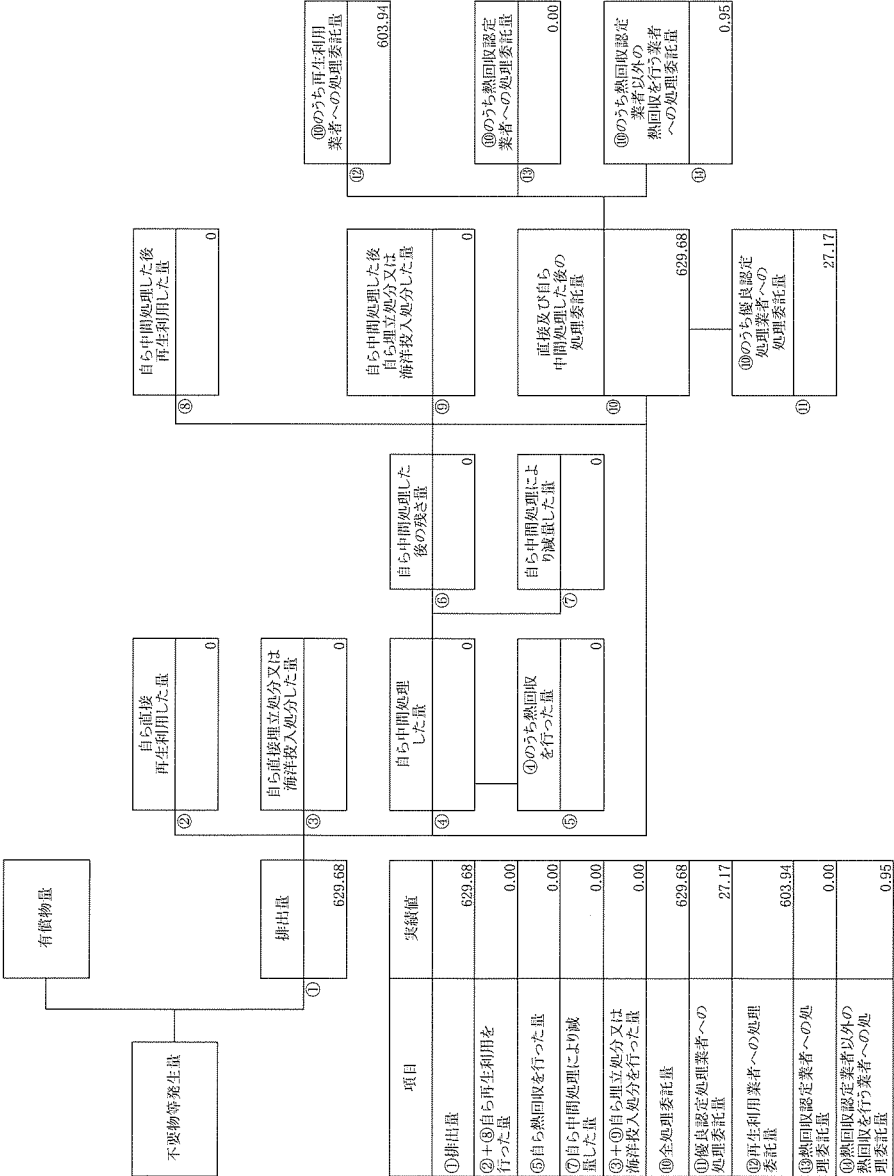 不要物等発生量
有償物量
①
排出量
629.68
②
自ら直接
再生利用した量
0
③
自ら直接埋立処分又は
海洋投入処分した量
0
④
自ら中間処理
した量
0
⑤
④のうち熱回収
を行った量
0
⑥
自ら中間処理した
後の残さ量
0
⑦
自ら中間処理によ
り減量した量
0
⑧
自ら中間処理した後
再生利用した量
0
⑨
自ら中間処理した後
自ら埋立処分又は
海洋投入処分した量
0
⑩
直接及び自ら
中間処理した後の
処理委託量
629.68
⑪
⑩のうち優良認定
処理業者への
処理委託量
27.17
⑫
⑩のうち再生利用
業者への処理委託量
603.94
⑬
⑩のうち熱回収認定
業者への処理委託量
0.00
⑭
⑩のうち熱回収認定
業者以外の
熱回収を行う業者
への処理委託量
0.95
項目
実績値
①排出量
629.68
②+⑧自ら再生利用を
行った量
0.00
⑤自ら熱回収を行った量
0.00
⑦自ら中間処理により減
量した量
0.00
③+⑨自ら埋立処分又は
海洋投入処分を行った量
0.00
⑩全処理委託量
629.68
⑪優良認定処理業者への
処理委託量
27.17
⑫再生利用業者への処理
委託量
603.94
⑬熱回収認定業者への処
理委託量
0.00
⑭熱回収認定業者以外の
熱回収を行う業者への処
理委託量
0.95